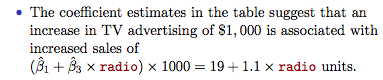 • The coefficient estimates in the table suggest that an
increase in TV advertising of $1,000 is associated with
increased sales of
(β̂1 + β̂3 × radio) × 1000 = 19 + 1.1 × radio units.